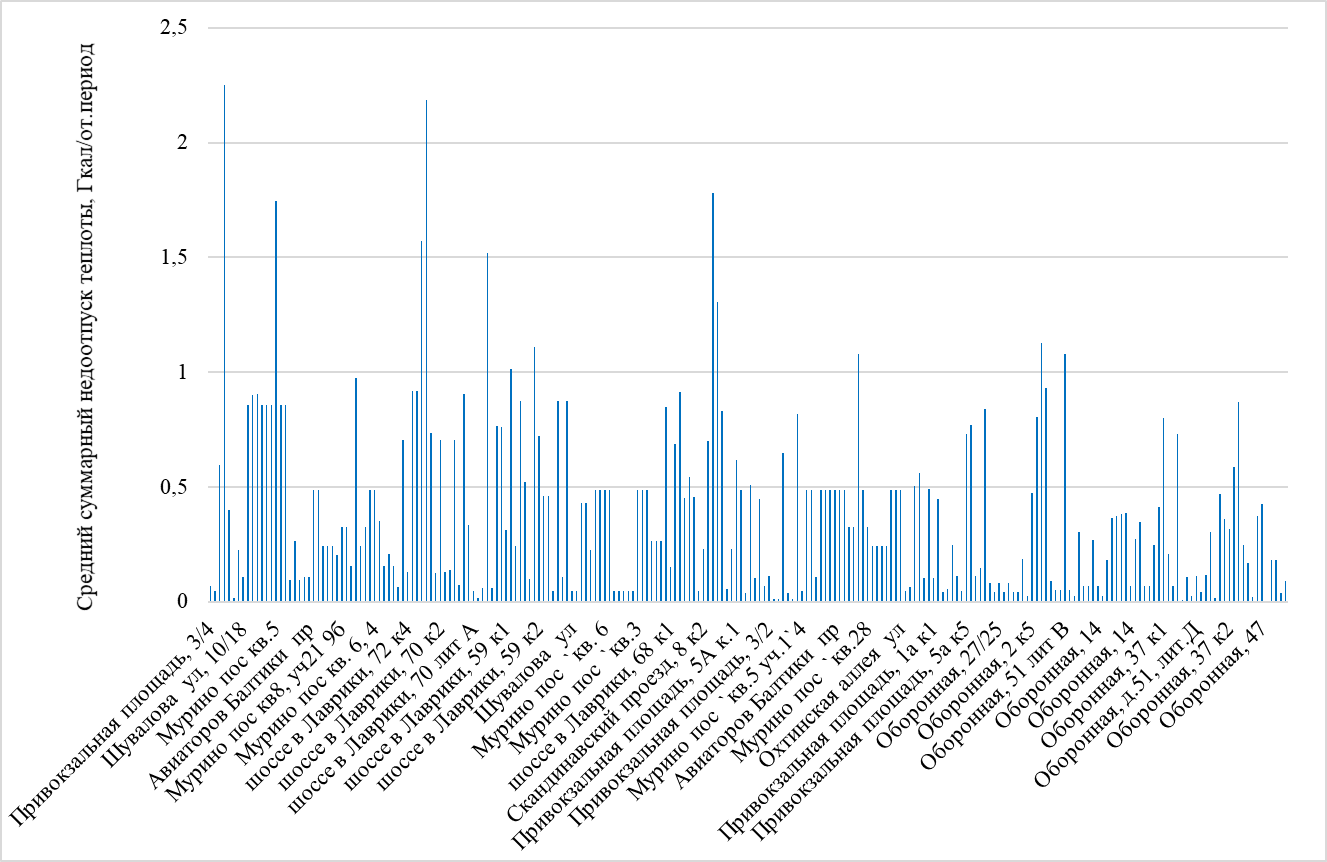 Средний суммарный недоотпуск теплоты, Гкал/от.период
2,5
2
1,5
1
0,5
0
Привокзальная площадь, 3/4
Шувалова ул, 10/18
Мурино пос кв.5
Авиаторов Балтики пр
Мурино пос кв8, уч21 96
Мурино пос кв. 6, 4
шоссе в Лаврики, 72 к4
шоссе в Лаврики, 70 к2
шоссе в Лаврики, 70 лит А
шоссе в Лаврики, 59 к1
шоссе в Лаврики, 59 к2
Шувалова ул
Мурино пос `кв. 6
Мурино пос `кв.3
шоссе в Лаврики, 68 к1
Скандинавский проезд, 8 к2
Привокзальная площадь, 5А к.1
Привокзальная площадь, 3/2
Мурино пос `кв.5 уч.1`4
Авиаторов Балтики пр
Мурино пос `кв.28
Охтинская аллея ул
Привокзальная площадь, 1а к1
Привокзальная площадь, 5а к5
Оборонная, 27/25
Оборонная, 2 к5
Оборонная, 51 лит В
Оборонная, 14
Оборонная, 14
Оборонная, 37 к1
Оборонная, д.51, лит.Д
Оборонная, 37 к2
Оборонная, 47